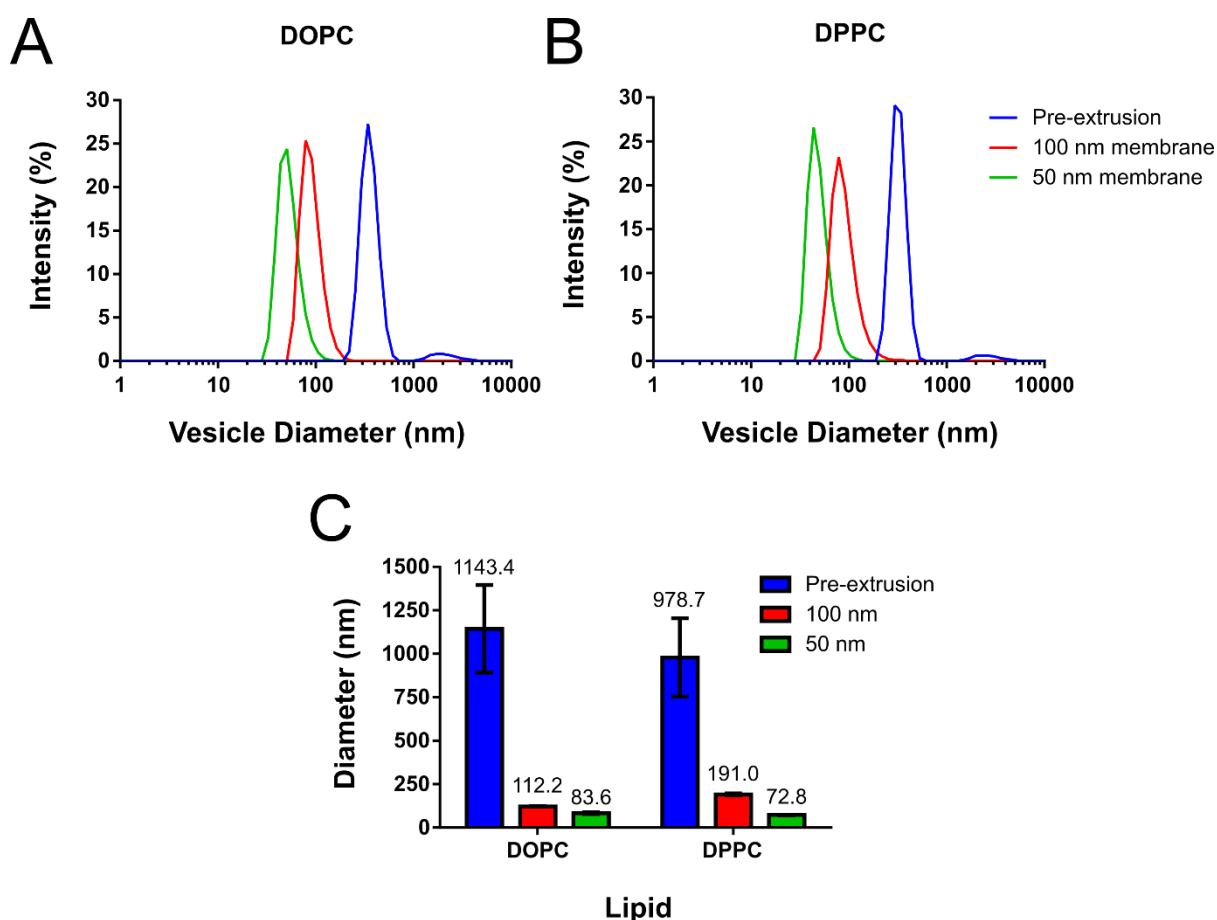 A
DOPC
30
25
20
15
10
5
0
Intensity (%)
1 10 100 1000 10000
Vesicle Diameter (nm)
B
DPPC
30
25
20
15
10
5
0
Intensity (%)
1 10 100 1000 10000
Vesicle Diameter (nm)
Pre-extrusion
100 nm membrane
50 nm membrane
C
1500
1250
1000
750
500
250
0
Diameter (nm)
1143.4
112.2
83.6
978.7
191.0
72.8
DOPC DPPC
Lipid
Pre-extrusion
100 nm
50 nm